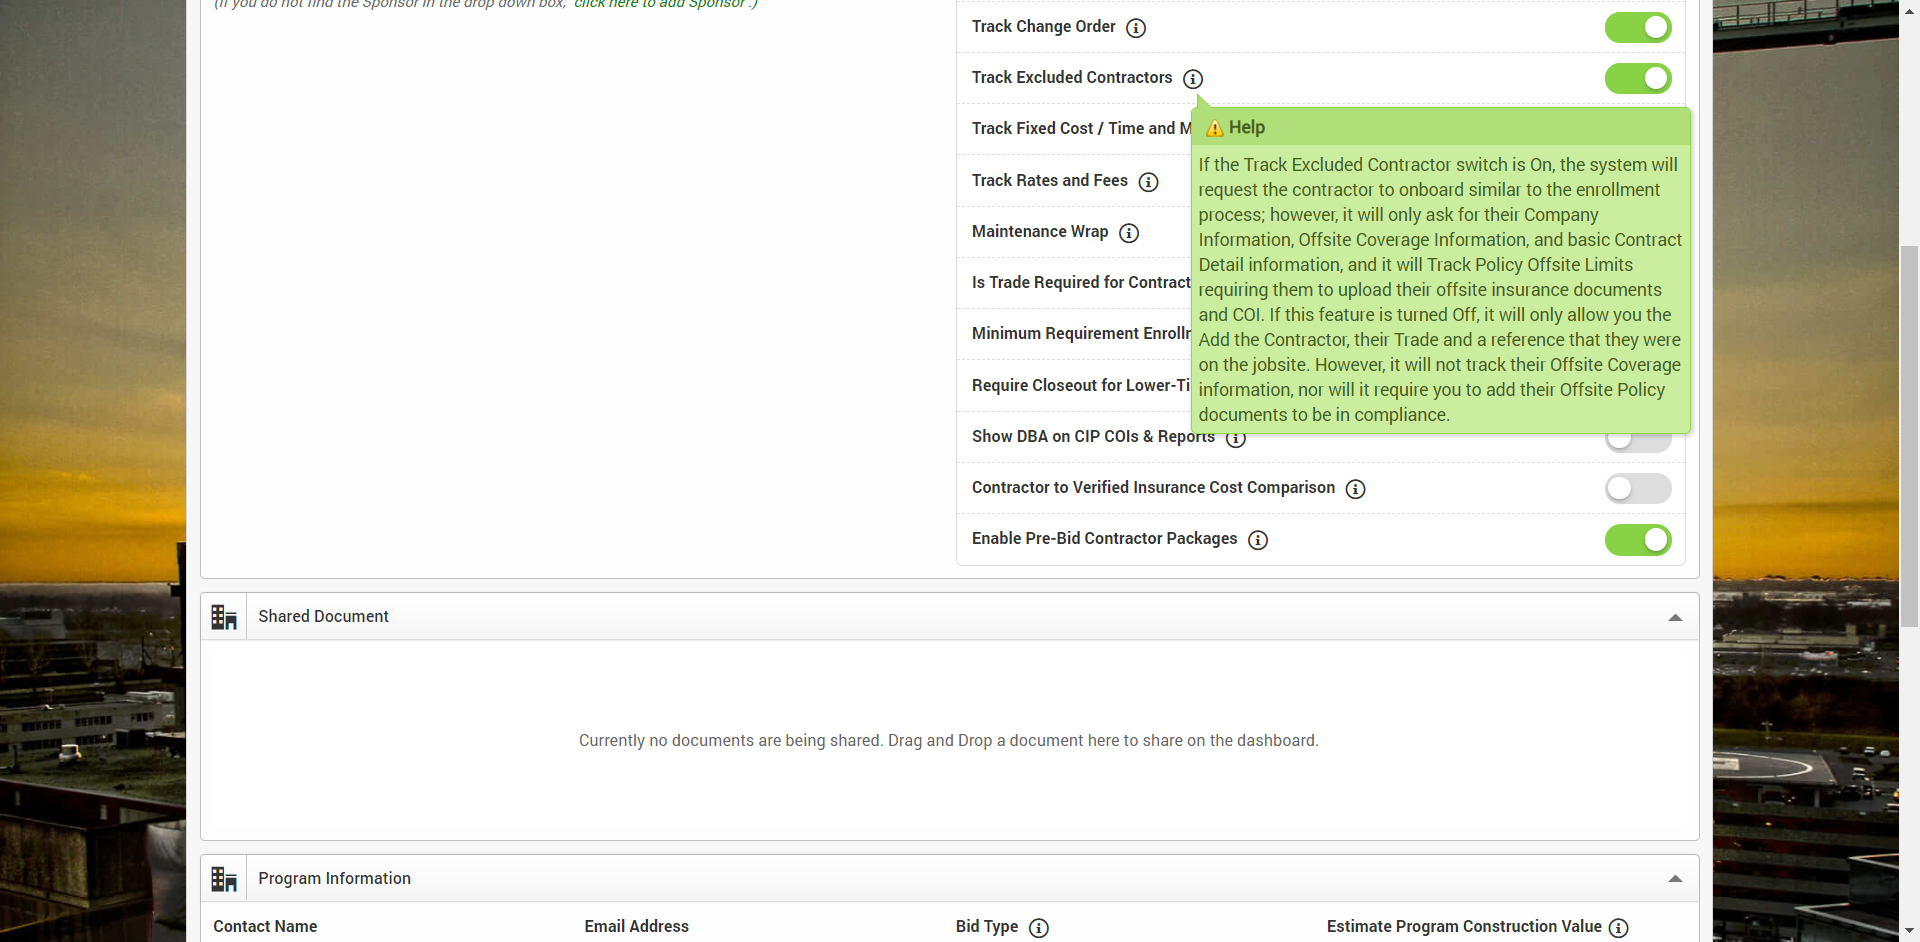 (If you do not find the Sponsor in the drop down box, "click here to add Sponsor".)
Track Change Order
Track Excluded Contractors
Track Fixed Cost / Time and M
Track Rates and Fees
Maintenance Wrap
Is Trade Required for Contract
Minimum Requirement Enrollr
Require Closeout for Lower-Ti
Show DBA on CIP COIs & Reports
Contractor to Verified Insurance Cost Comparison
Enable Pre-Bid Contractor Packages
Help
If the Track Excluded Contractor switch is On, the system will
request the contractor to onboard similar to the enrollment
process; however, it will only ask for their Company
Information, Offsite Coverage Information, and basic Contract
Detail information, and it will Track Policy Offsite Limits
requiring them to upload their offsite insurance documents
and COI. If this feature is turned Off, it will only allow you the
Add the Contractor, their Trade and a reference that they were
on the jobsite. However, it will not track their Offsite Coverage
information, nor will it require you to add their Offsite Policy
documents to be in compliance.
Shared Document
Currently no documents are being shared. Drag and Drop a document here to share on the dashboard.
Program Information
Contact Name
Email Address
Bid Type
Estimate Program Construction Value